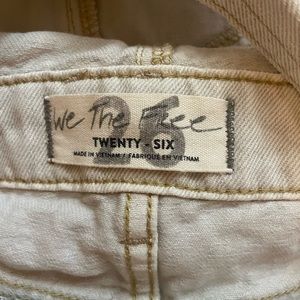 We The Free
26
TWENTY - SIX
MADE IN VIETNAM / FABRIQUÉ EN VIETNAM